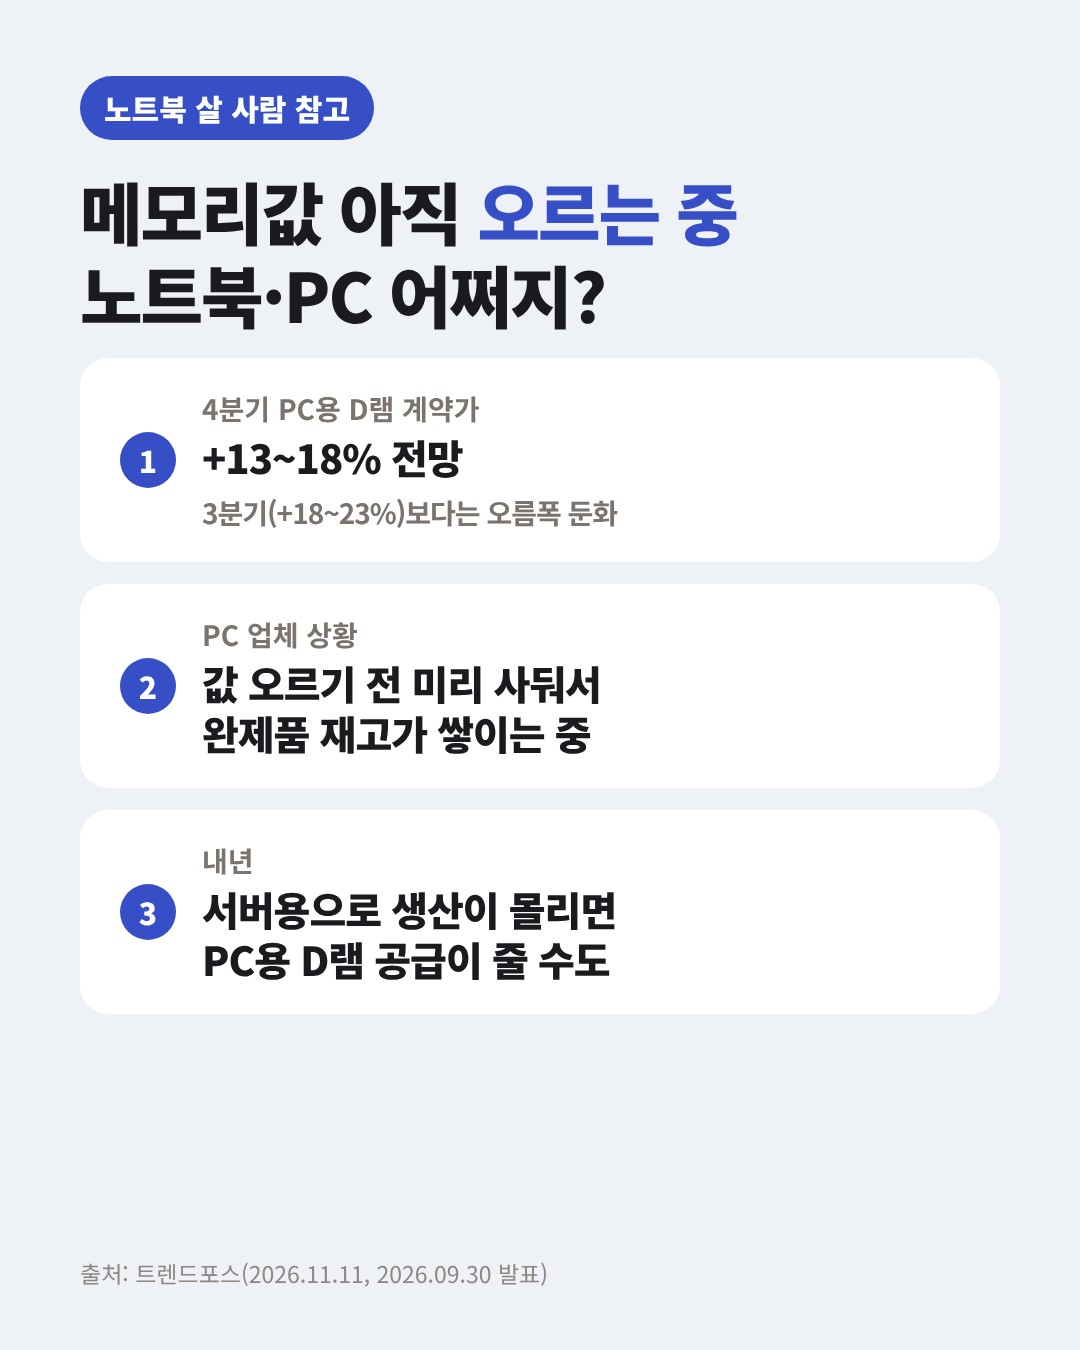 노트북 살 사람 참고
메모리값 아직 오르는 중
노트북·PC 어쩌지?
4분기 PC용 D램 계약가
1
+13~18% 전망
3분기(+18~23%)보다는 오름폭 둔화
PC 업체 상황
2
값 오르기 전 미리 사둬서
완제품 재고가 쌓이는 중
내년
3
서버용으로 생산이 몰리면
PC용 D램 공급이 줄 수도
출처: 트렌드포스(2026.11.11, 2026.09.30 발표)